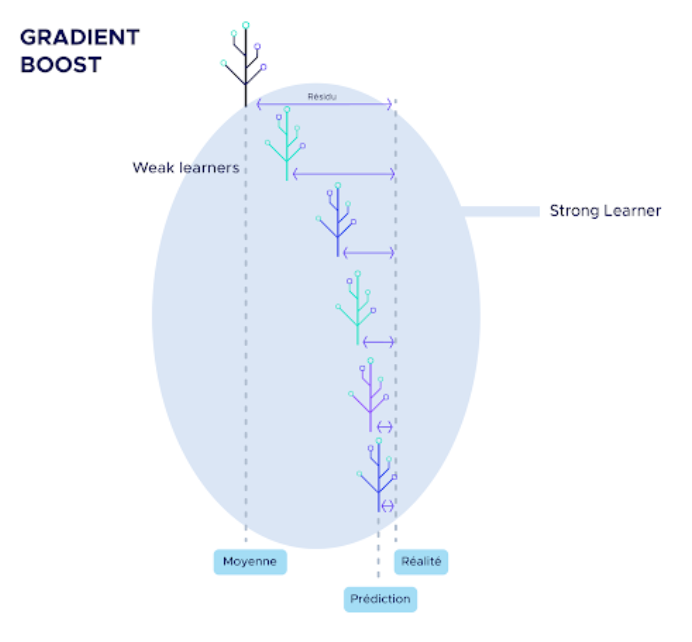 GRADIENT
BOOST
Résidu
Weak learners
Strong Learner
Moyenne
Réalité
Prédiction